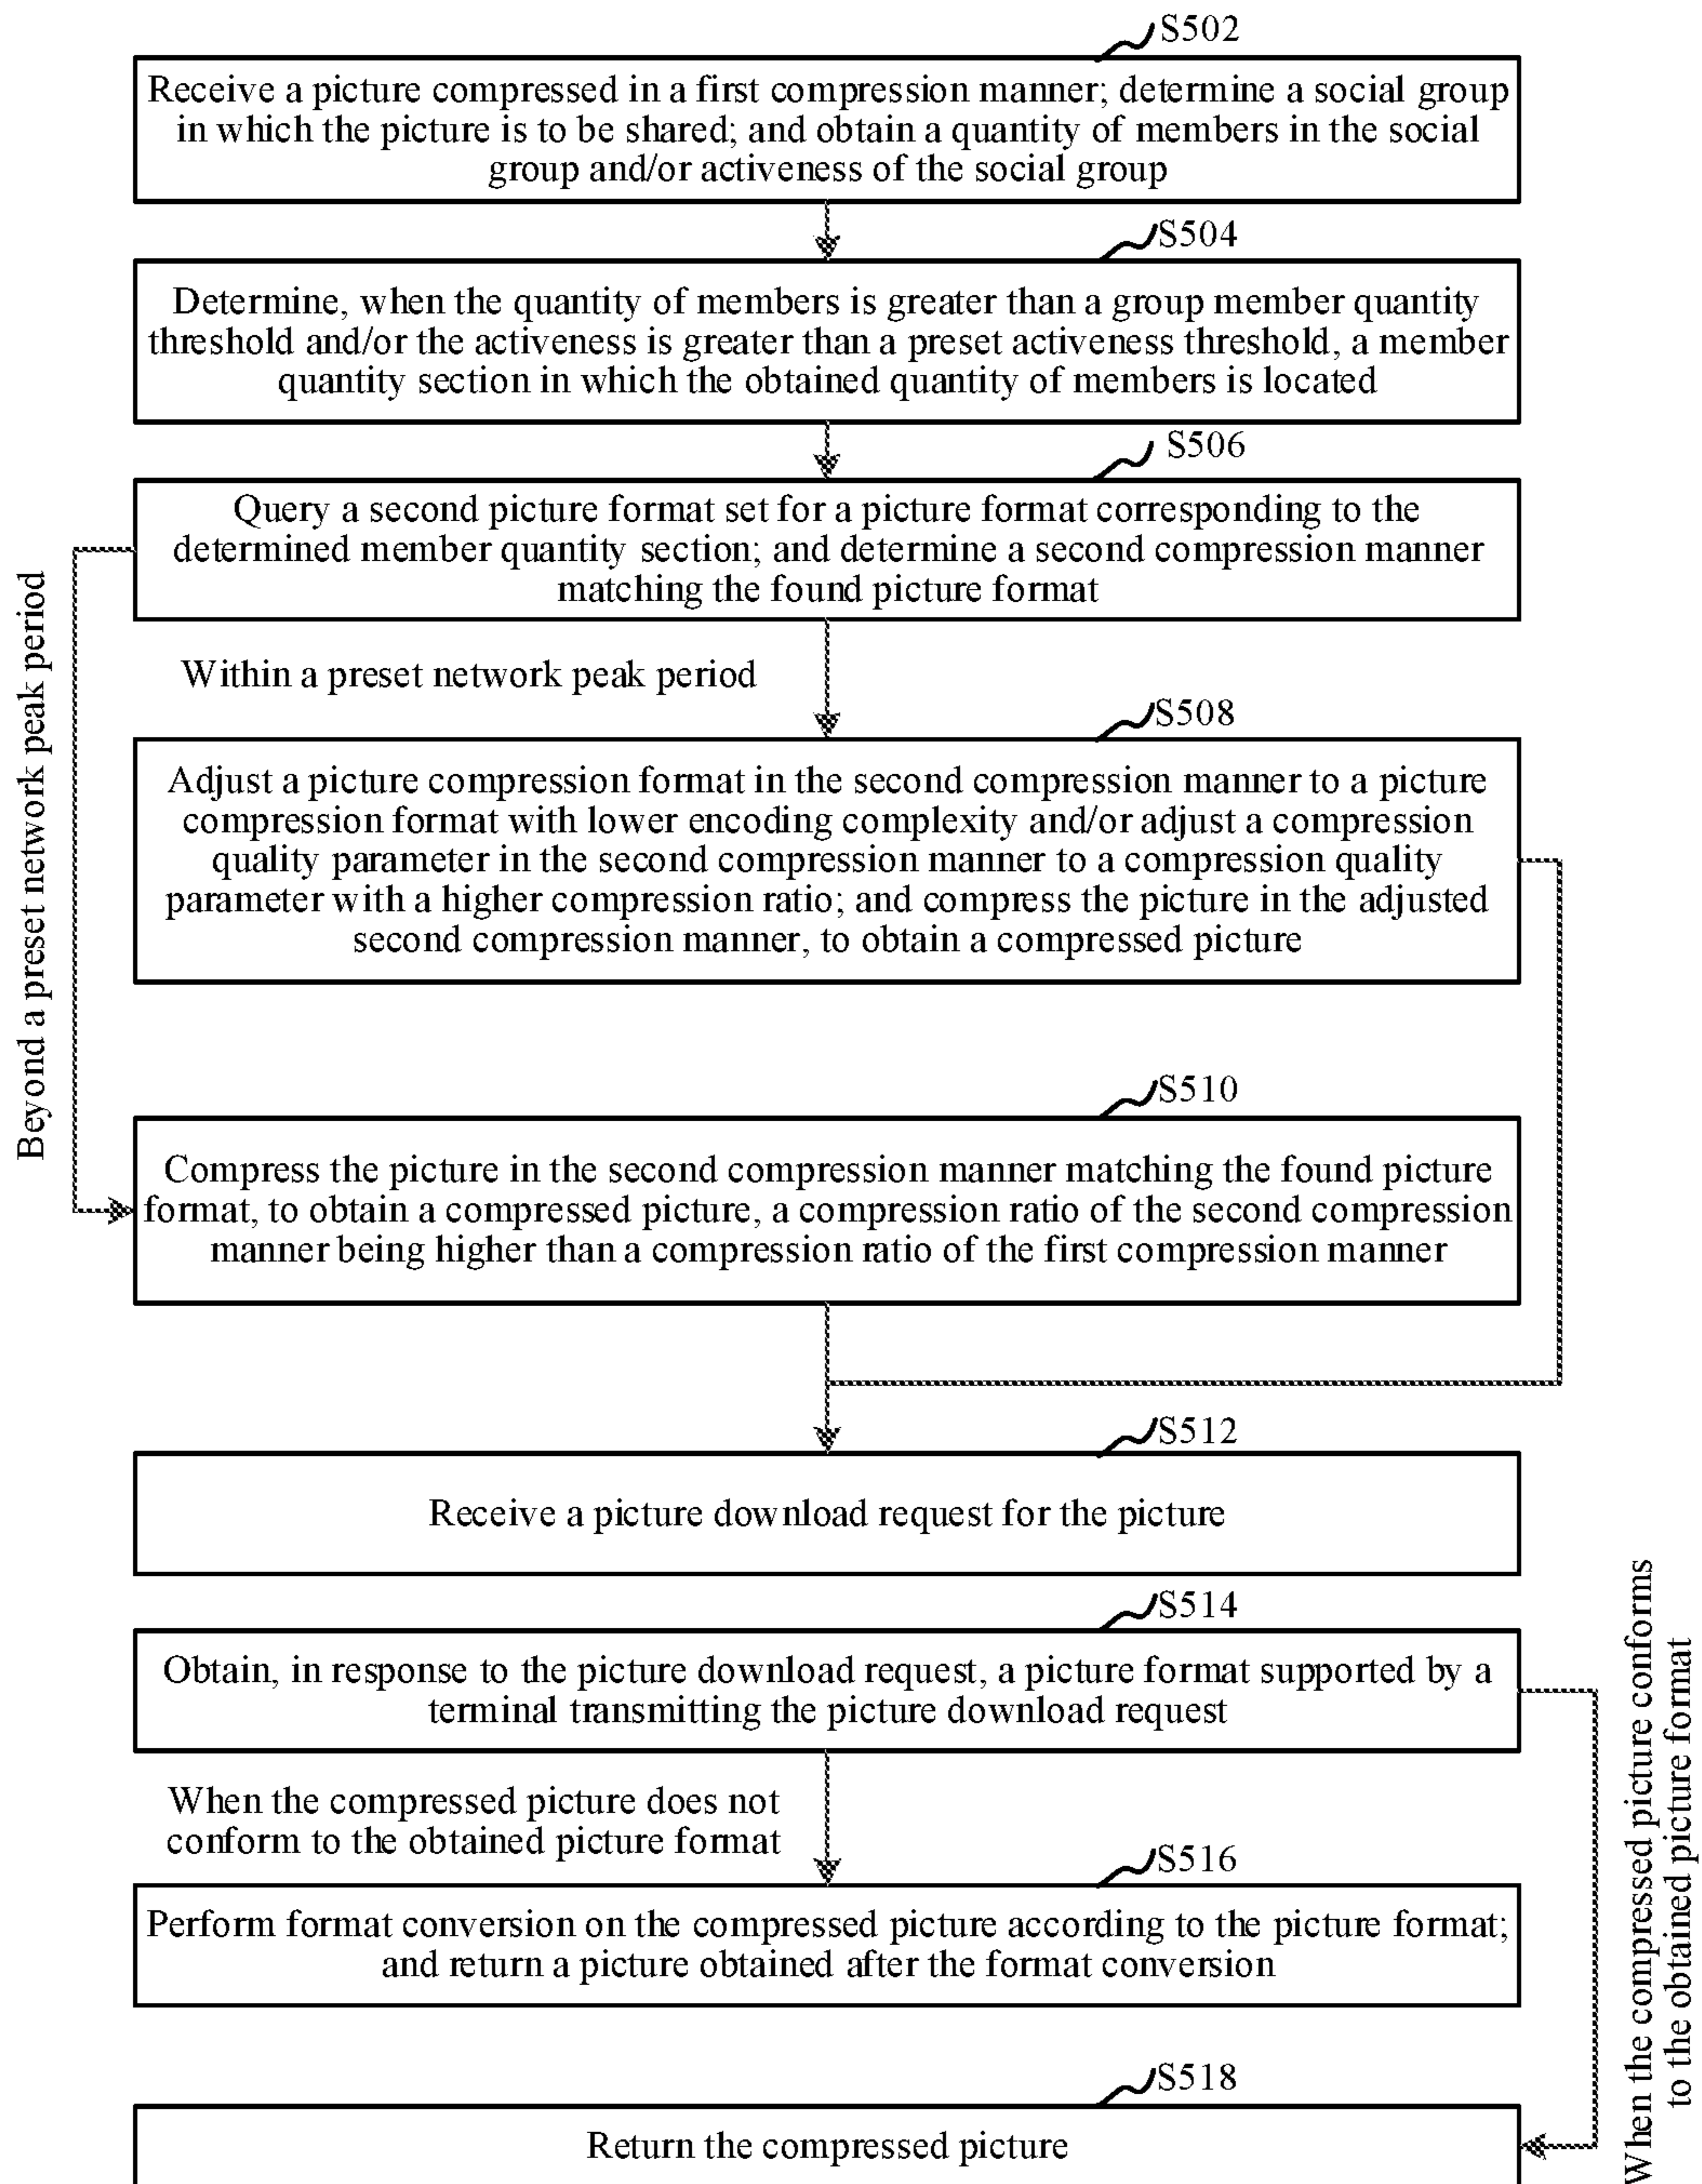 S502
Receive a picture compressed in a first compression manner; determine a social group
in which the picture is to be shared; and obtain a quantity of members in the social
group and/or activeness of the social group
S504
Determine, when the quantity of members is greater than a group member quantity
threshold and/or the activeness is greater than a preset activeness threshold, a member
quantity section in which the obtained quantity of members is located
S506
Query a second picture format set for a picture format corresponding to the
determined member quantity section; and determine a second compression manner
matching the found picture format
Beyond a preset network peak period
Within a preset network peak period
S508
Adjust a picture compression format in the second compression manner to a picture
compression format with lower encoding complexity and/or adjust a compression
quality parameter in the second compression manner to a compression quality
parameter with a higher compression ratio; and compress the picture in the adjusted
second compression manner, to obtain a compressed picture
S510
Compress the picture in the second compression manner matching the found picture
format, to obtain a compressed picture, a compression ratio of the second compression
manner being higher than a compression ratio of the first compression manner
S512
Receive a picture download request for the picture
S514
Obtain, in response to the picture download request, a picture format supported by a
terminal transmitting the picture download request
When the compressed picture does not
conform to the obtained picture format
When the compressed picture conforms
to the obtained picture format
S516
Perform format conversion on the compressed picture according to the picture format;
and return a picture obtained after the format conversion
S518
Return the compressed picture